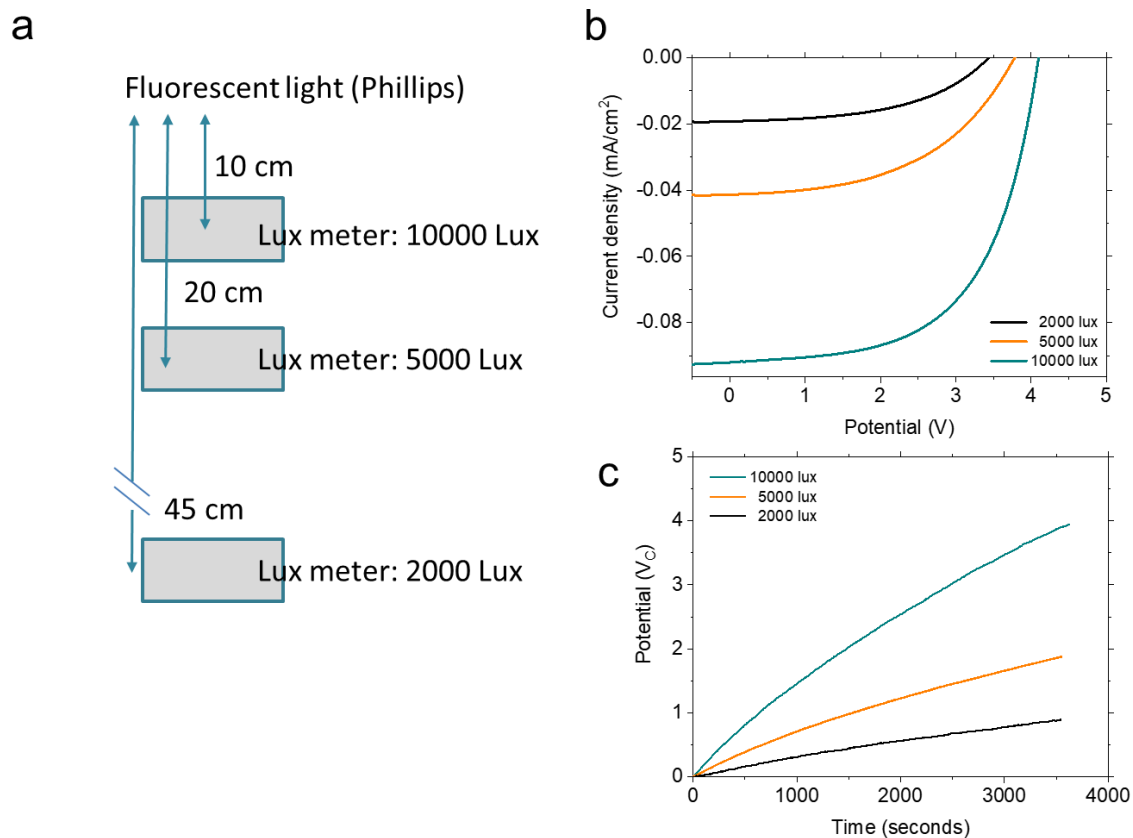 a
Fluorescent light (Phillips)
10 cm
Lux meter: 10000 Lux
20 cm
Lux meter: 5000 Lux
45 cm
Lux meter: 2000 Lux
b
0.00
-0.02
-0.04
-0.06
-0.08
Current density (mA/cm²)
2000 lux
5000 lux
10000 lux
0 1 2 3 4 5
Potential (V)
c
5
4
3
2
1
0
Potential (V_C)
10000 lux
5000 lux
2000 lux
0 1000 2000 3000 4000
Time (seconds)